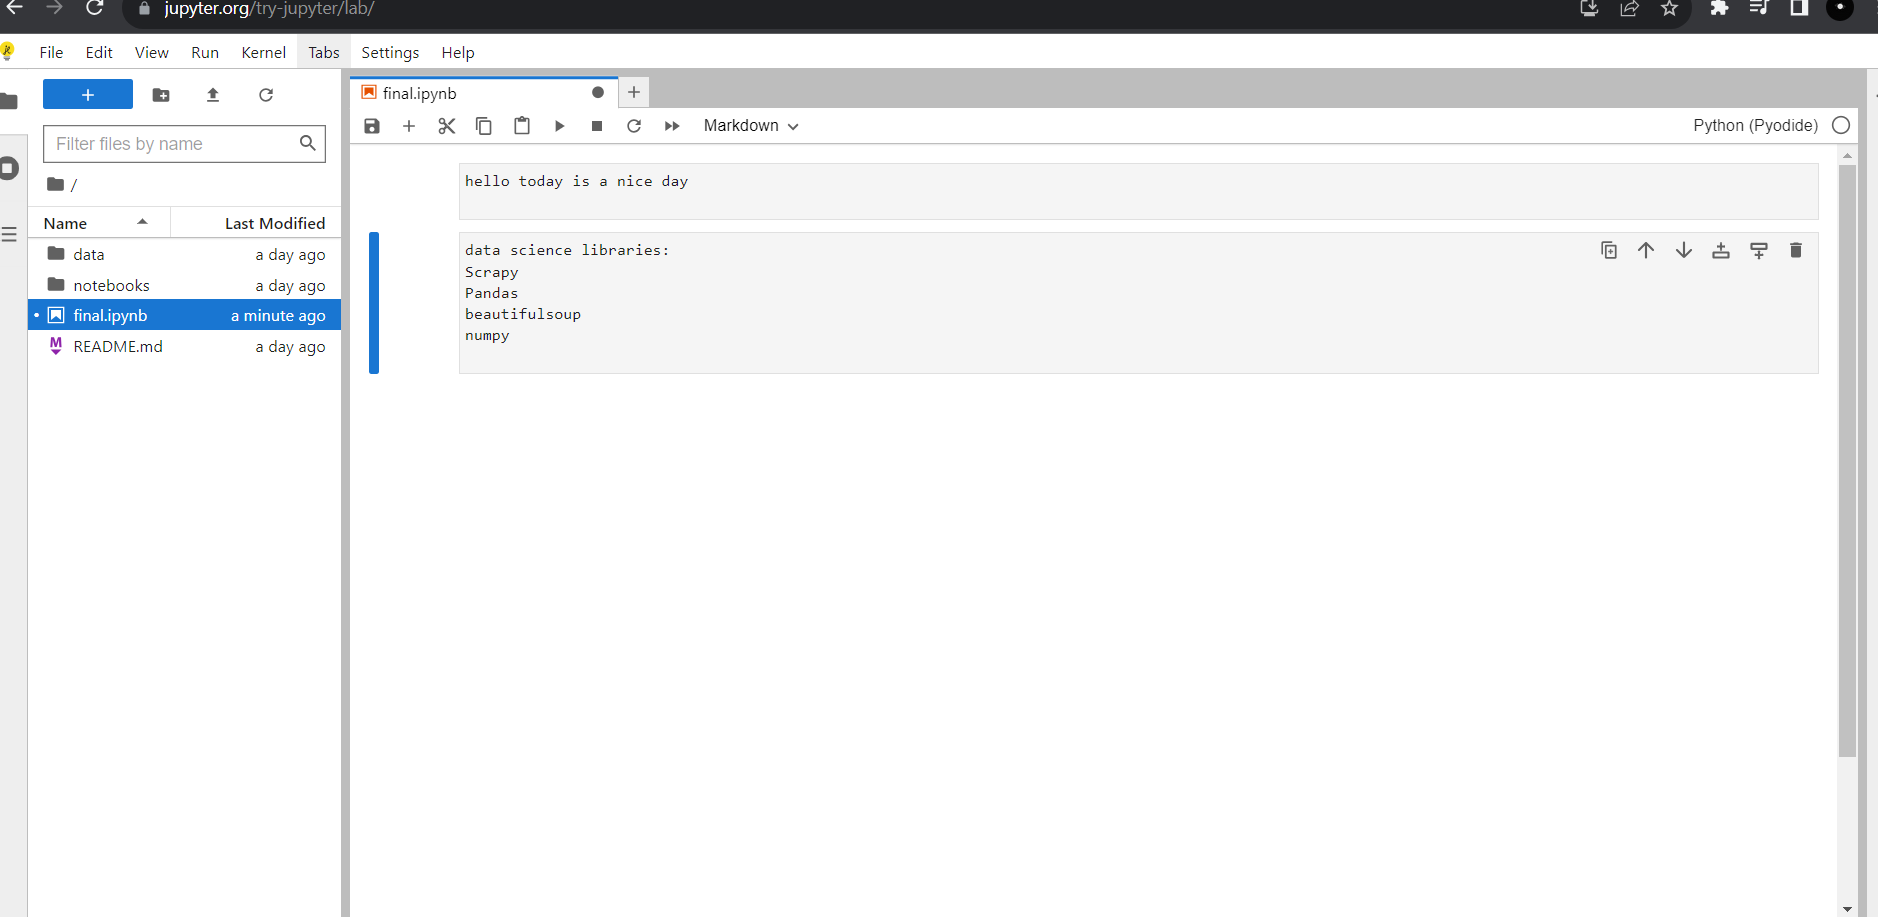 jupyter.org/try-jupyter/lab/
File Edit View Run Kernel Tabs Settings Help
+
Filter files by name
/
Name Last Modified
data a day ago
notebooks a day ago
final.ipynb a minute ago
README.md a day ago
final.ipynb
Markdown
Python (Pyodide)
hello today is a nice day
data science libraries:
Scrapy
Pandas
beautifulsoup
numpy